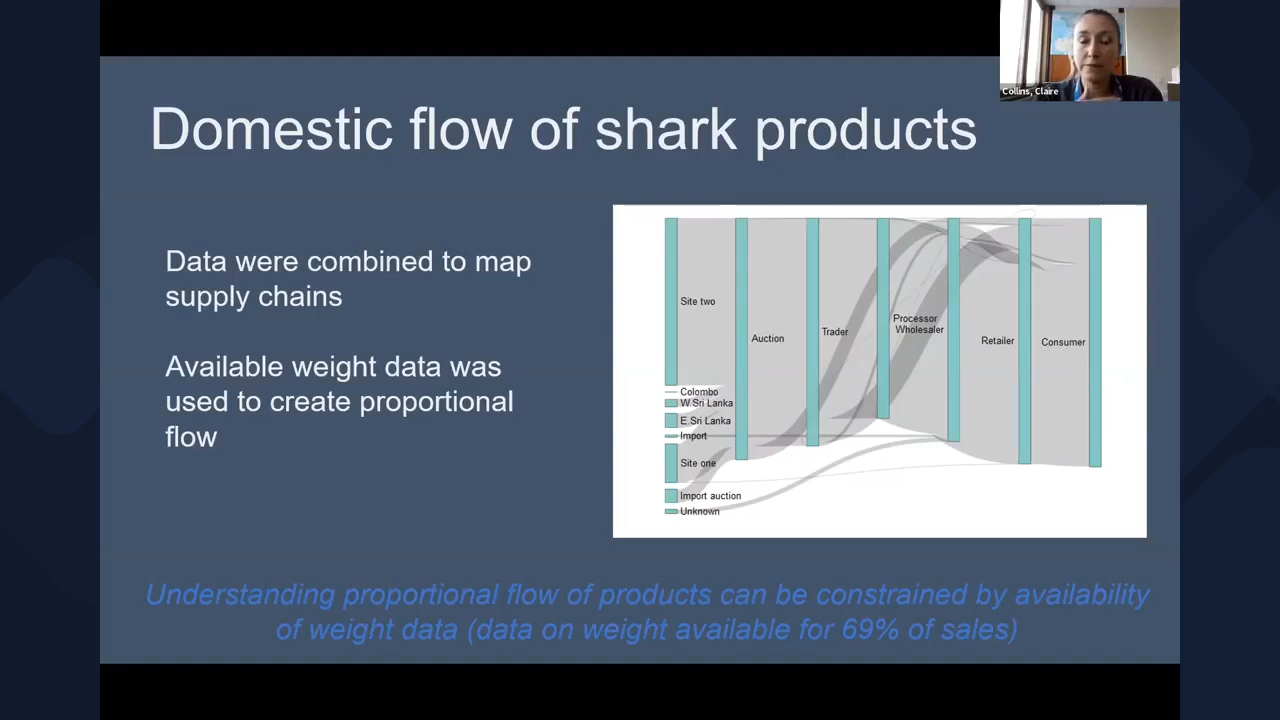 Collins, Claire
Domestic flow of shark products
Data were combined to map
supply chains
Available weight data was
used to create proportional
flow
Site two
Colombo
W Sri Lanka
E Sri Lanka
Import
Site one
Import auction
Unknown
Auction
Trader
Processor
Wholesaler
Retailer
Consumer
Understanding proportional flow of products can be constrained by availability
of weight data (data on weight available for 69% of sales)